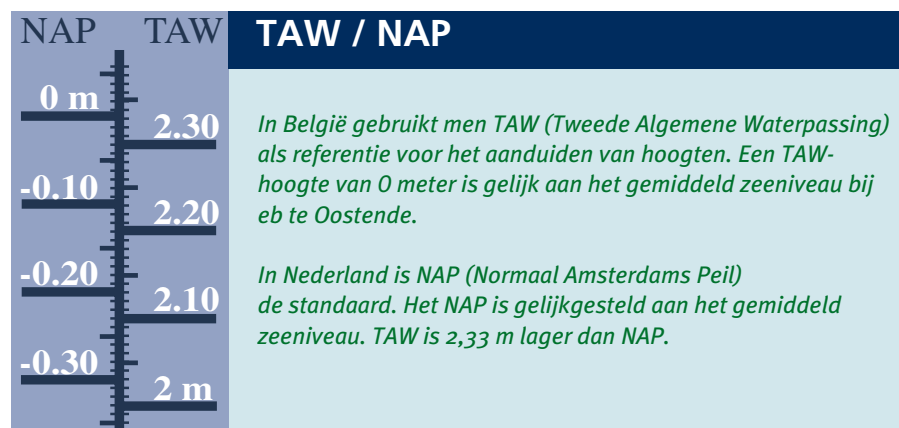 NAP TAW
0 m
2.30
-0.10
2.20
-0.20
2.10
-0.30
2 m
TAW / NAP
In België gebruikt men TAW (Tweede Algemene Waterpassing)
als referentie voor het aanduiden van hoogten. Een TAW-
hoogte van 0 meter is gelijk aan het gemiddeld zeeniveau bij
eb te Oostende.
In Nederland is NAP (Normaal Amsterdams Peil)
de standaard. Het NAP is gelijkgesteld aan het gemiddeld
zeeniveau. TAW is 2,33 m lager dan NAP.